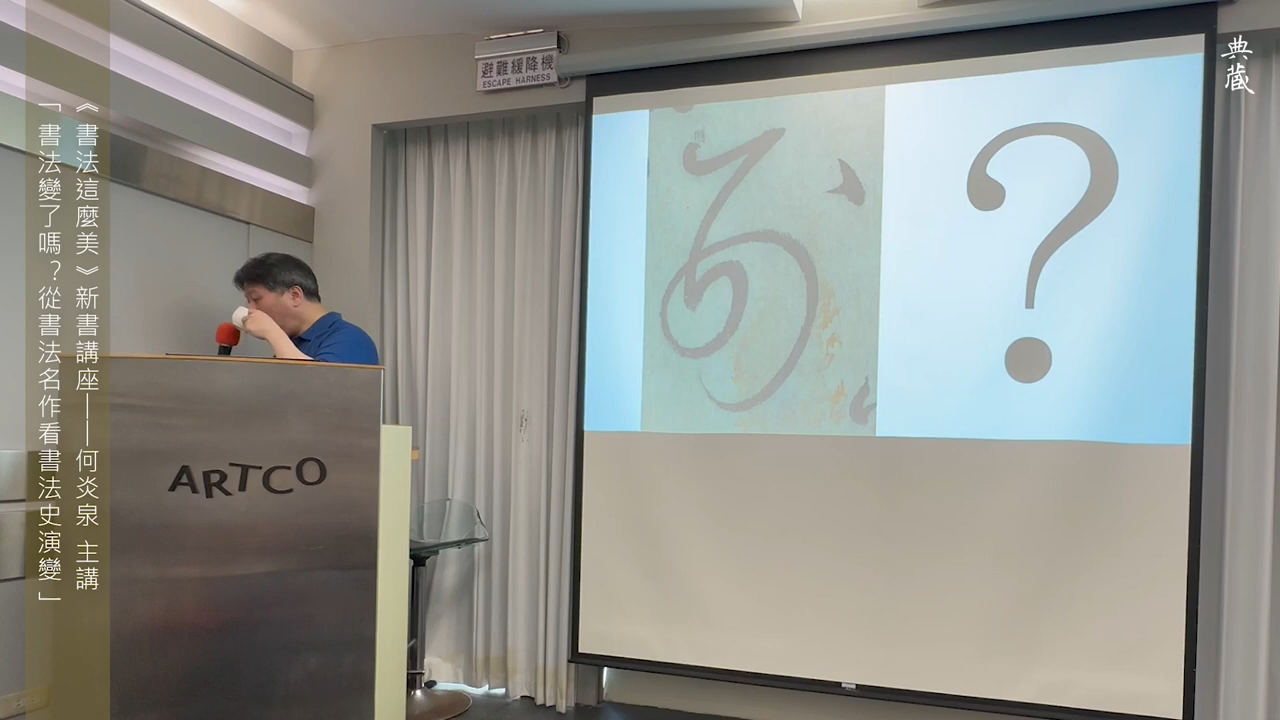 《書法這麼美》新書講座——何炎泉 主講
「書法變了嗎？從書法名作看書法史演變」
避難緩降機
ESCAPE HARNESS
ARTCO
?
典藏